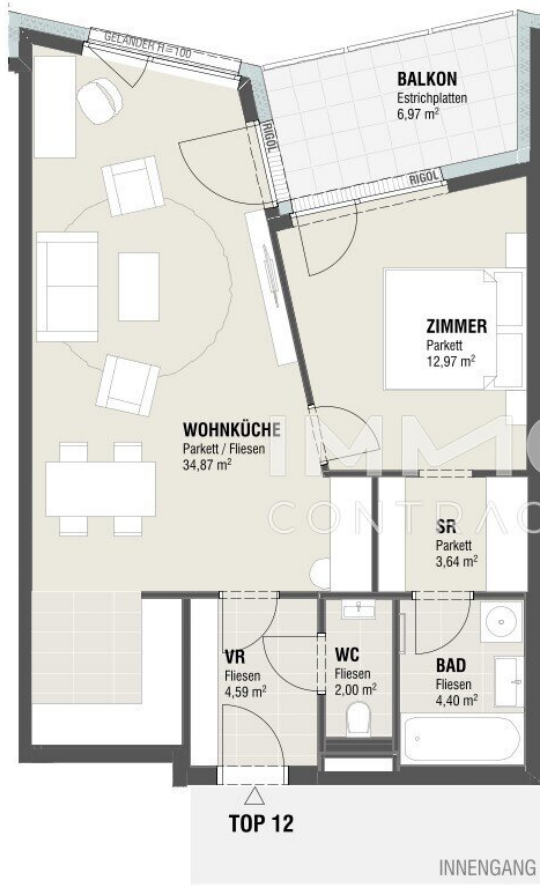 GELÄNDER H=100
BALKON
Estrichplatten
6,97 m²
RIGOL
RIGOL
ZIMMER
Parkett
12,97 m²
WOHNKÜCHE
Parkett / Fliesen
34,87 m²
IMMO
CONTRAC
SR
Parkett
3,64 m²
VR
Fliesen
4,59 m²
WC
Fliesen
2,00 m²
BAD
Fliesen
4,40 m²
TOP 12
INNENGANG